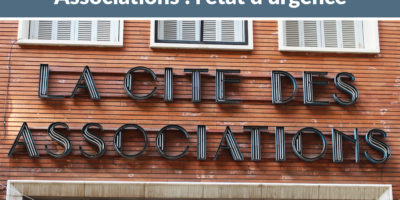 Associations : l'état d'urgence
LA CITE DES
ASSOCIATIONS